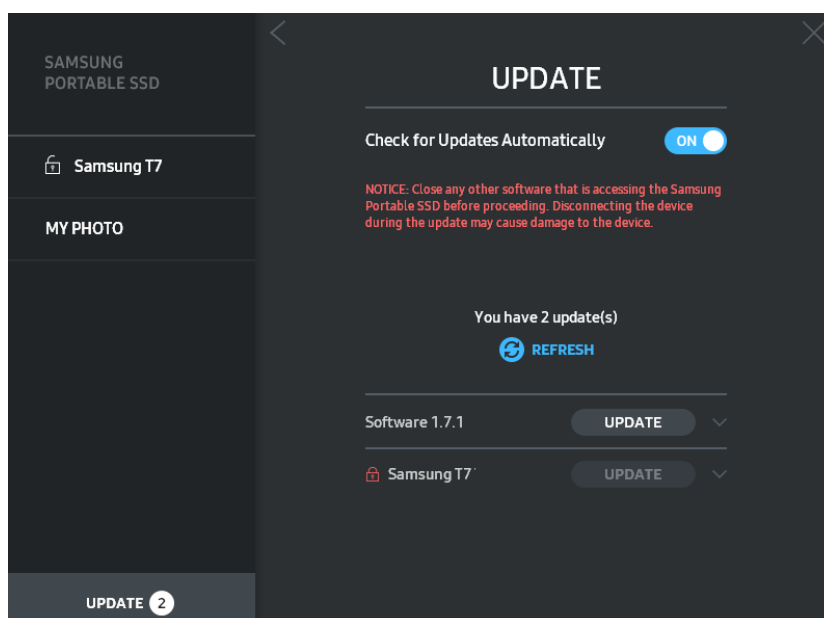 SAMSUNG
PORTABLE SSD
Samsung T7
MY PHOTO
UPDATE 2
UPDATE
Check for Updates Automatically
ON
NOTICE: Close any other software that is accessing the Samsung
Portable SSD before proceeding. Disconnecting the device
during the update may cause damage to the device.
You have 2 update(s)
REFRESH
Software 1.7.1
UPDATE
Samsung T7
UPDATE